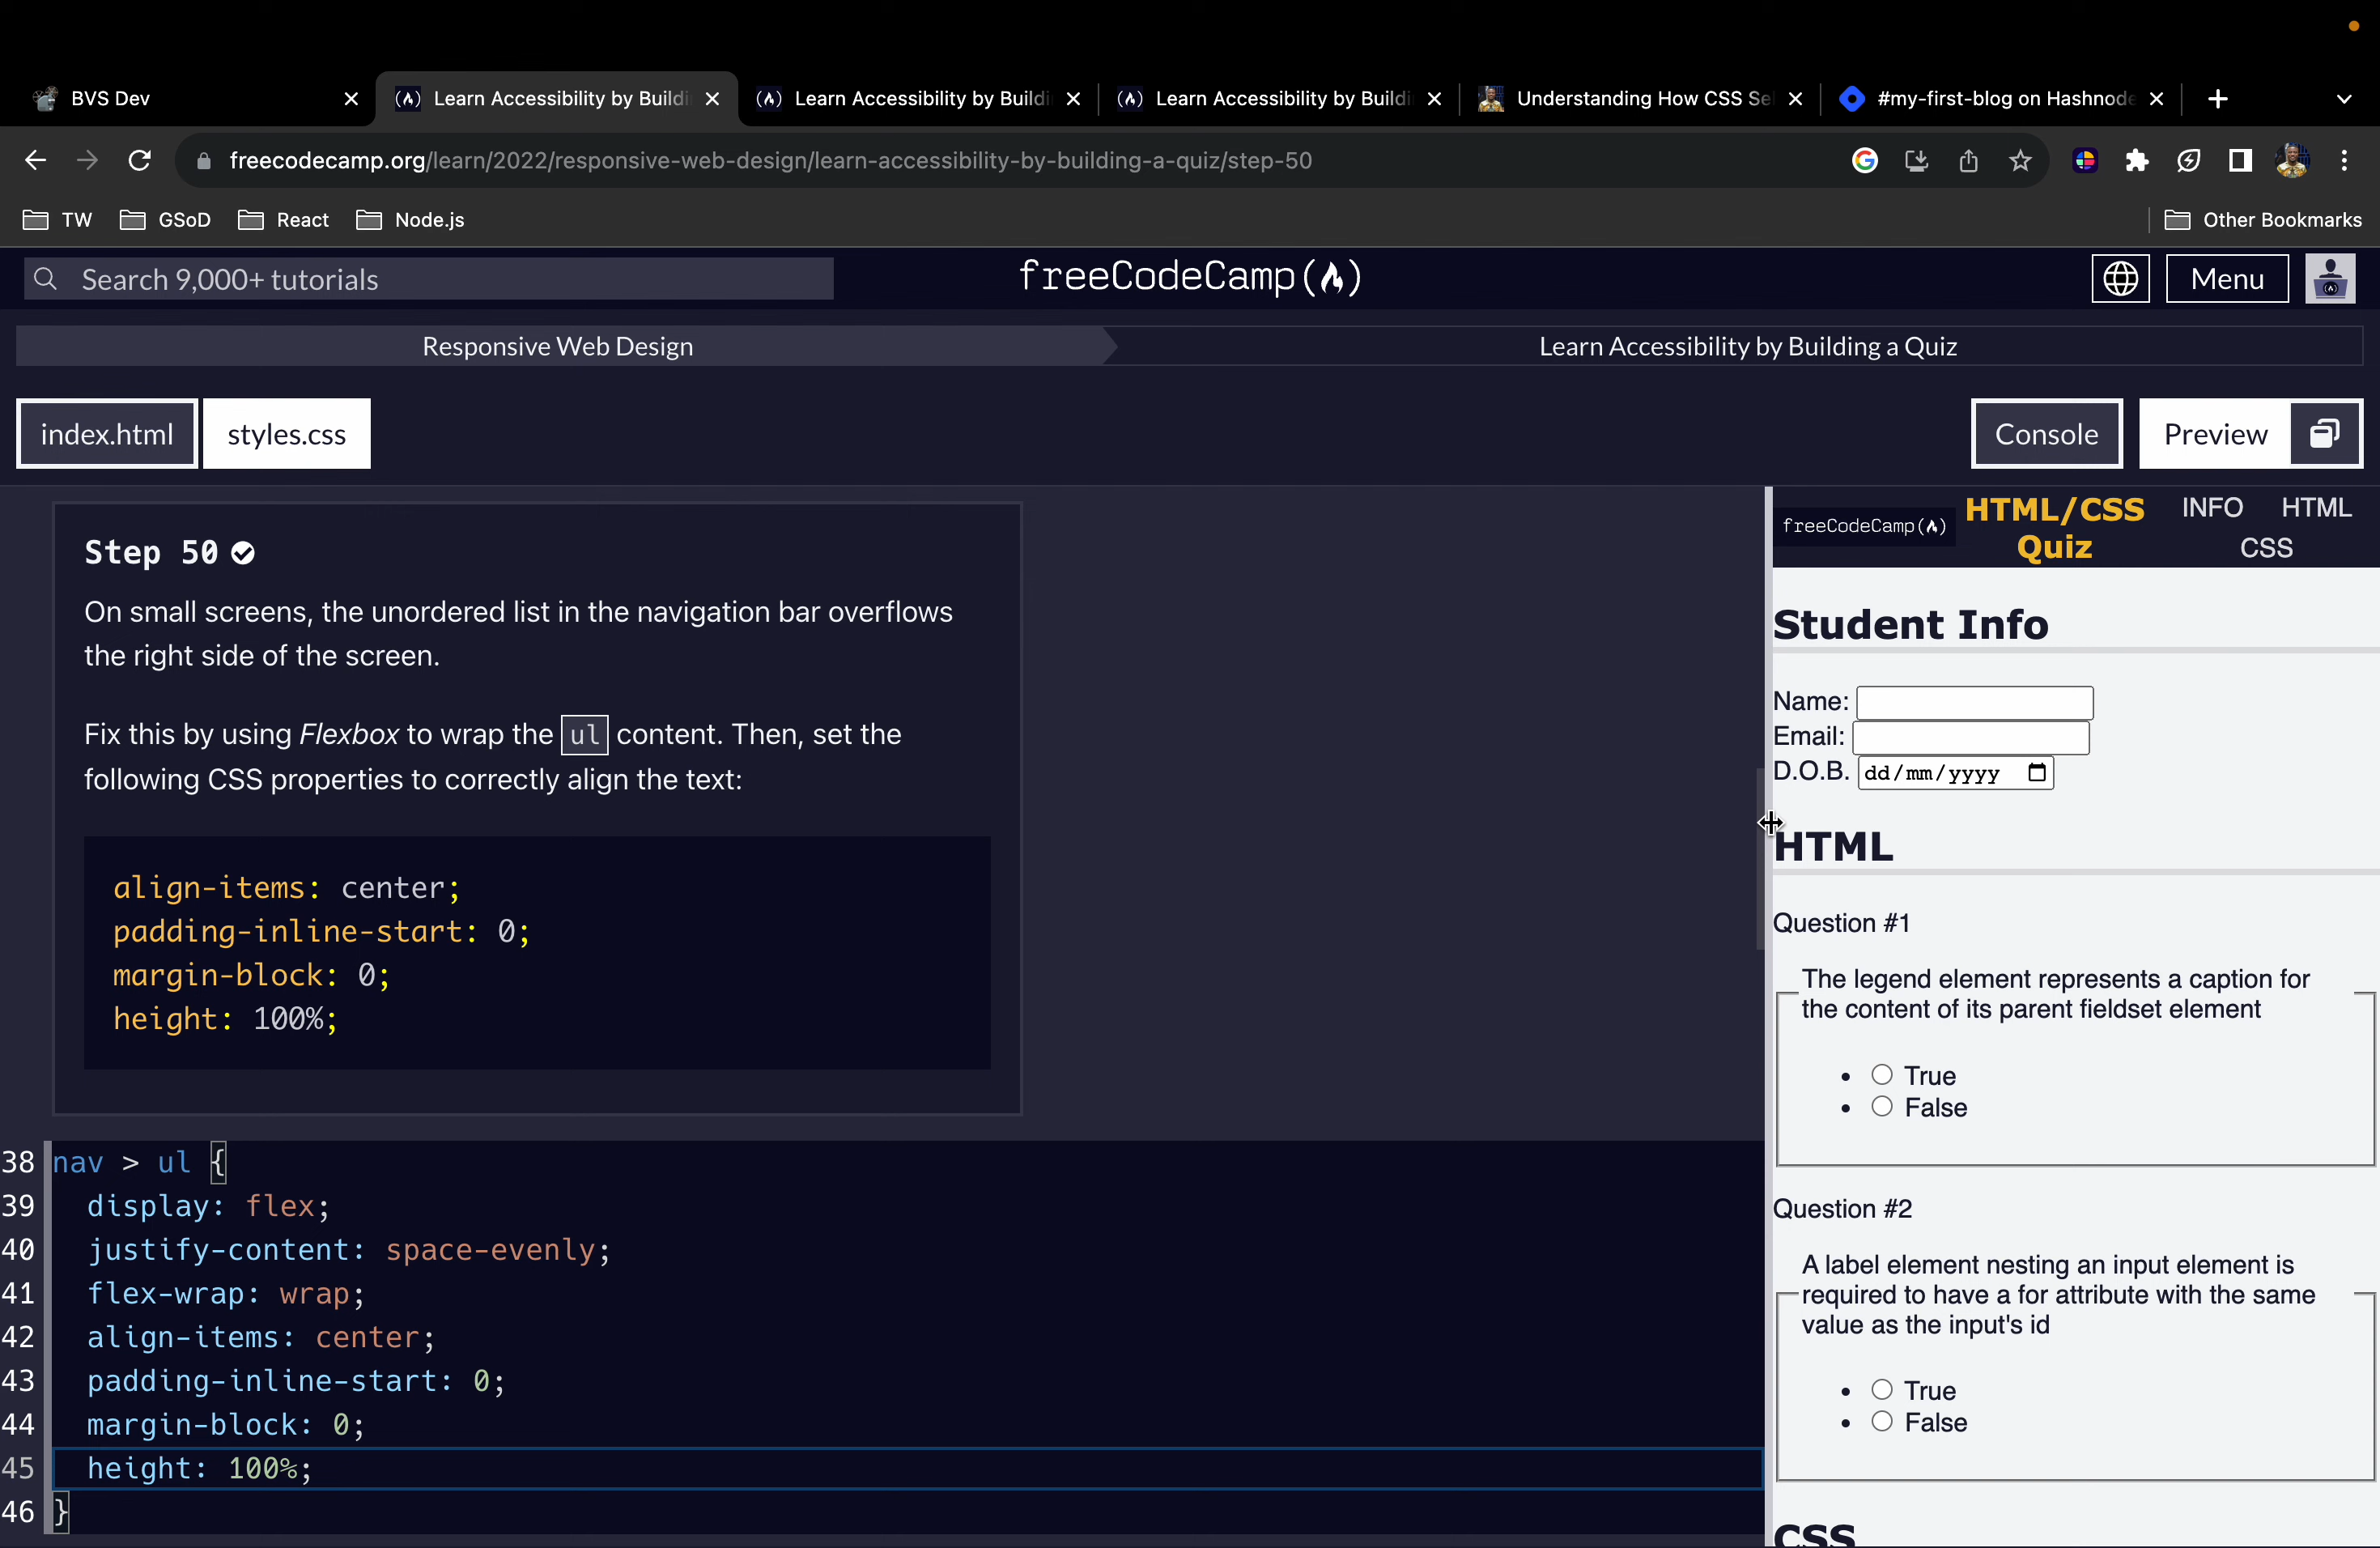 BVS Dev
Learn Accessibility by Buildi
Learn Accessibility by Buildi
Learn Accessibility by Buildi
Understanding How CSS Se
#my-first-blog on Hashnode
freecodecamp.org/learn/2022/responsive-web-design/learn-accessibility-by-building-a-quiz/step-50
TW
GSoD
React
Node.js
Other Bookmarks
Search 9,000+ tutorials
freeCodeCamp
Menu
Responsive Web Design
Learn Accessibility by Building a Quiz
index.html
styles.css
Console
Preview
Step 50
On small screens, the unordered list in the navigation bar overflows
the right side of the screen.
Fix this by using Flexbox to wrap the ul content. Then, set the
following CSS properties to correctly align the text:
align-items: center;
padding-inline-start: 0;
margin-block: 0;
height: 100%;
38 nav > ul {
39 display: flex;
40 justify-content: space-evenly;
41 flex-wrap: wrap;
42 align-items: center;
43 padding-inline-start: 0;
44 margin-block: 0;
45 height: 100%;
46 }
freeCodeCamp
HTML/CSS
Quiz
INFO HTML
CSS
Student Info
Name:
Email:
D.O.B. dd/mm/yyyy
HTML
Question #1
The legend element represents a caption for
the content of its parent fieldset element
• True
• False
Question #2
A label element nesting an input element is
required to have a for attribute with the same
value as the input's id
• True
• False
CSS